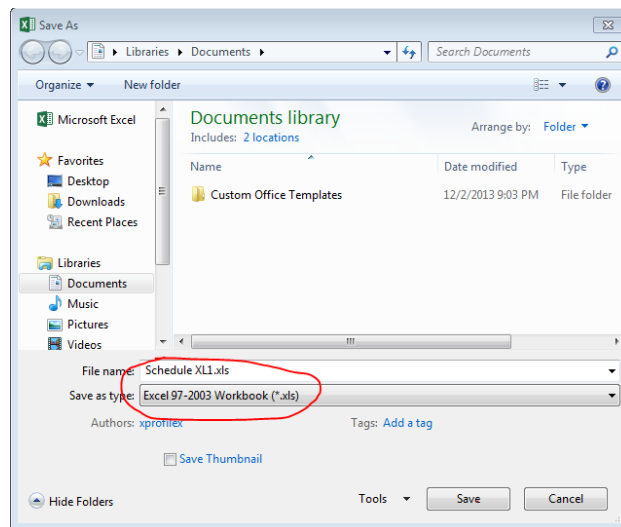 Save As
Libraries Documents Search Documents
Organize New folder
Microsoft Excel
Favorites
Desktop
Downloads
Recent Places
Libraries
Documents
Music
Pictures
Videos
Documents library
Includes: 2 locations
Arrange by: Folder
Name Date modified Type
Custom Office Templates 12/2/2013 9:03 PM File folder
File name: Schedule XL1.xls
Save as type: Excel 97-2003 Workbook (*.xls)
Authors: xprofilex Tags: Add a tag
Save Thumbnail
Hide Folders Tools Save Cancel